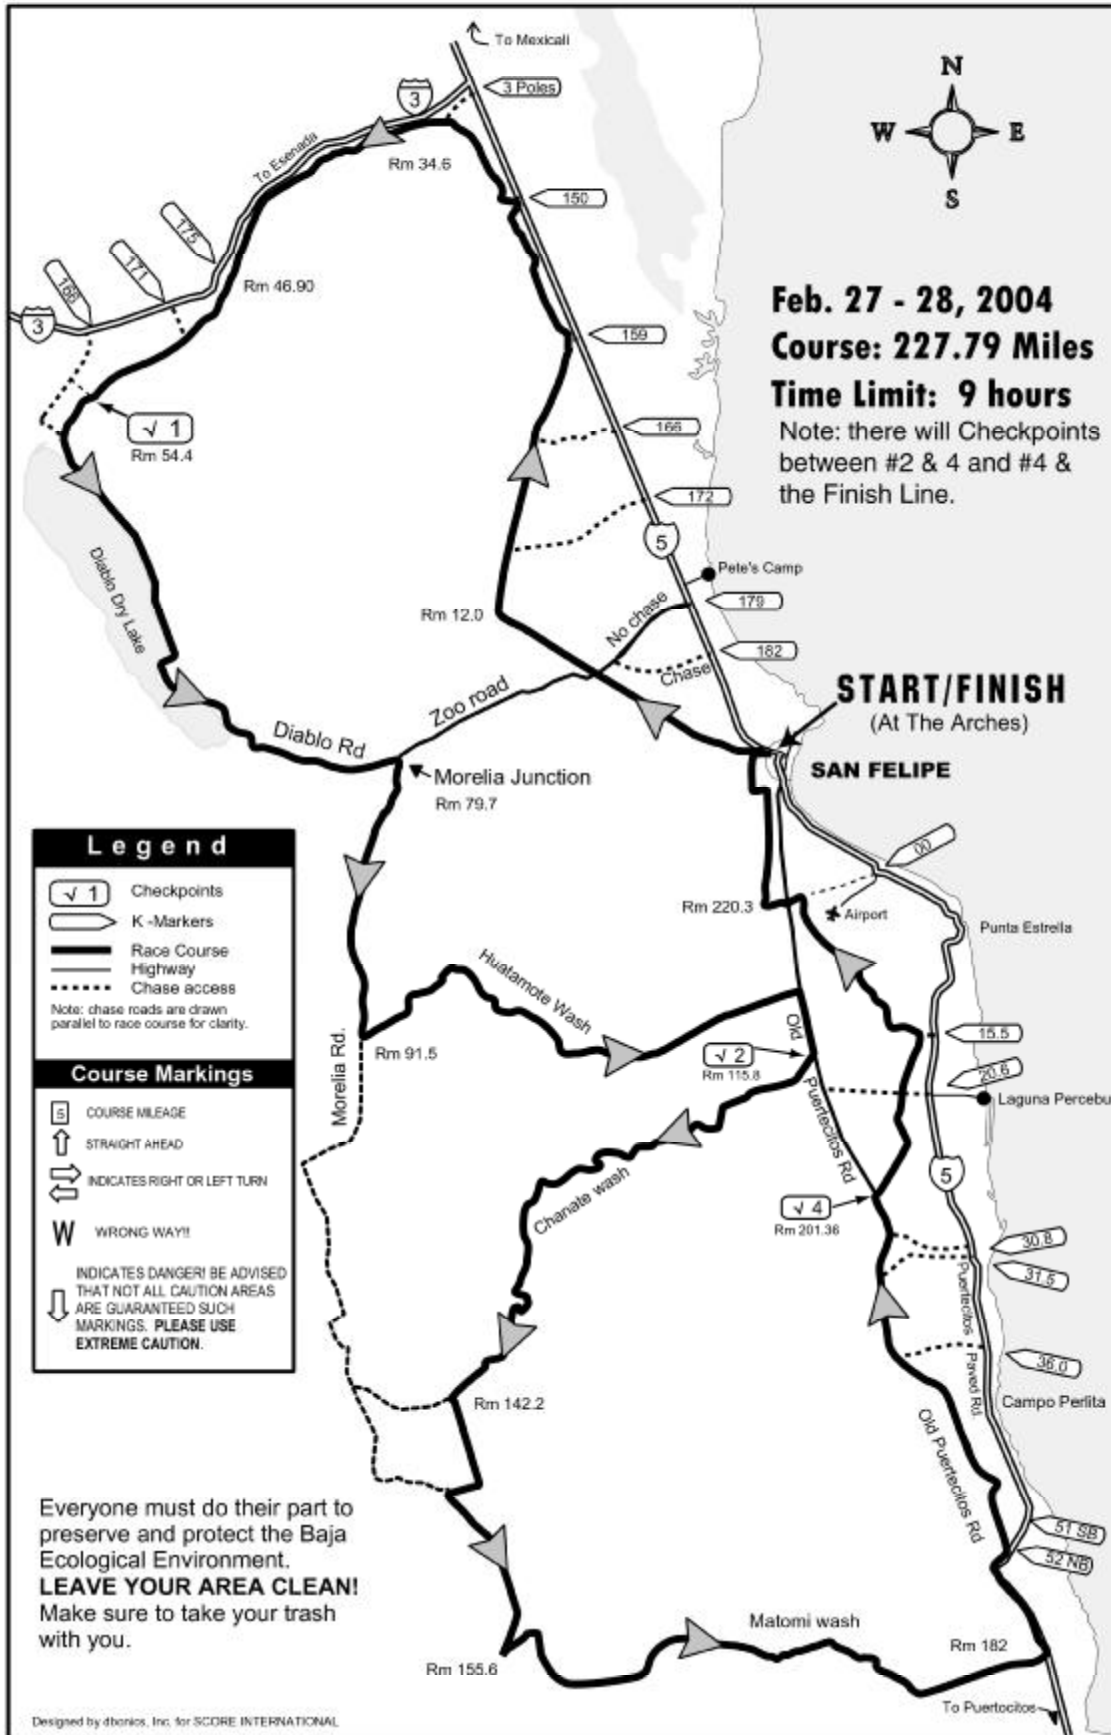 To Mexicali
3 Poles
3
To Esenada
Rm 34.6
150
N
W
E
S
175
171
166
3
Rm 46.90
159
Feb. 27 - 28, 2004
Course: 227.79 Miles
Time Limit: 9 hours
Note: there will Checkpoints
between #2 & 4 and #4 &
the Finish Line.
√ 1
Rm 54.4
166
172
5
Diablo Dry Lake
Pete's Camp
179
Rm 12.0
No chase
182
Chase
Zoo road
START/FINISH
(At The Arches)
SAN FELIPE
Diablo Rd
Morelia Junction
Rm 79.7
Legend
√ 1
Checkpoints
K -Markers
Race Course
Highway
Chase access
Note: chase roads are drawn
parallel to race course for clarity.
00
Rm 220.3
Airport
Punta Estrella
Huatamote Wash
Old
Puertecitos Rd
15.5
Morelia Rd.
Rm 91.5
√ 2
Rm 115.8
20.6
Laguna Percebu
Course Markings
5
COURSE MILEAGE
STRAIGHT AHEAD
INDICATES RIGHT OR LEFT TURN
W
WRONG WAY!!
INDICATES DANGER! BE ADVISED
THAT NOT ALL CAUTION AREAS
ARE GUARANTEED SUCH
MARKINGS. PLEASE USE
EXTREME CAUTION.
Chanate wash
5
√ 4
Rm 201.36
30.8
31.5
Puertecitos
Paved Rd.
36.0
Rm 142.2
Campo Perlita
Old Puertecitos Rd
51 SB
52 NB
Everyone must do their part to
preserve and protect the Baja
Ecological Environment.
LEAVE YOUR AREA CLEAN!
Make sure to take your trash
with you.
Matomi wash
Rm 182
Rm 155.6
To Puertocitos
Designed by dbonics, Inc. for SCORE INTERNATIONAL